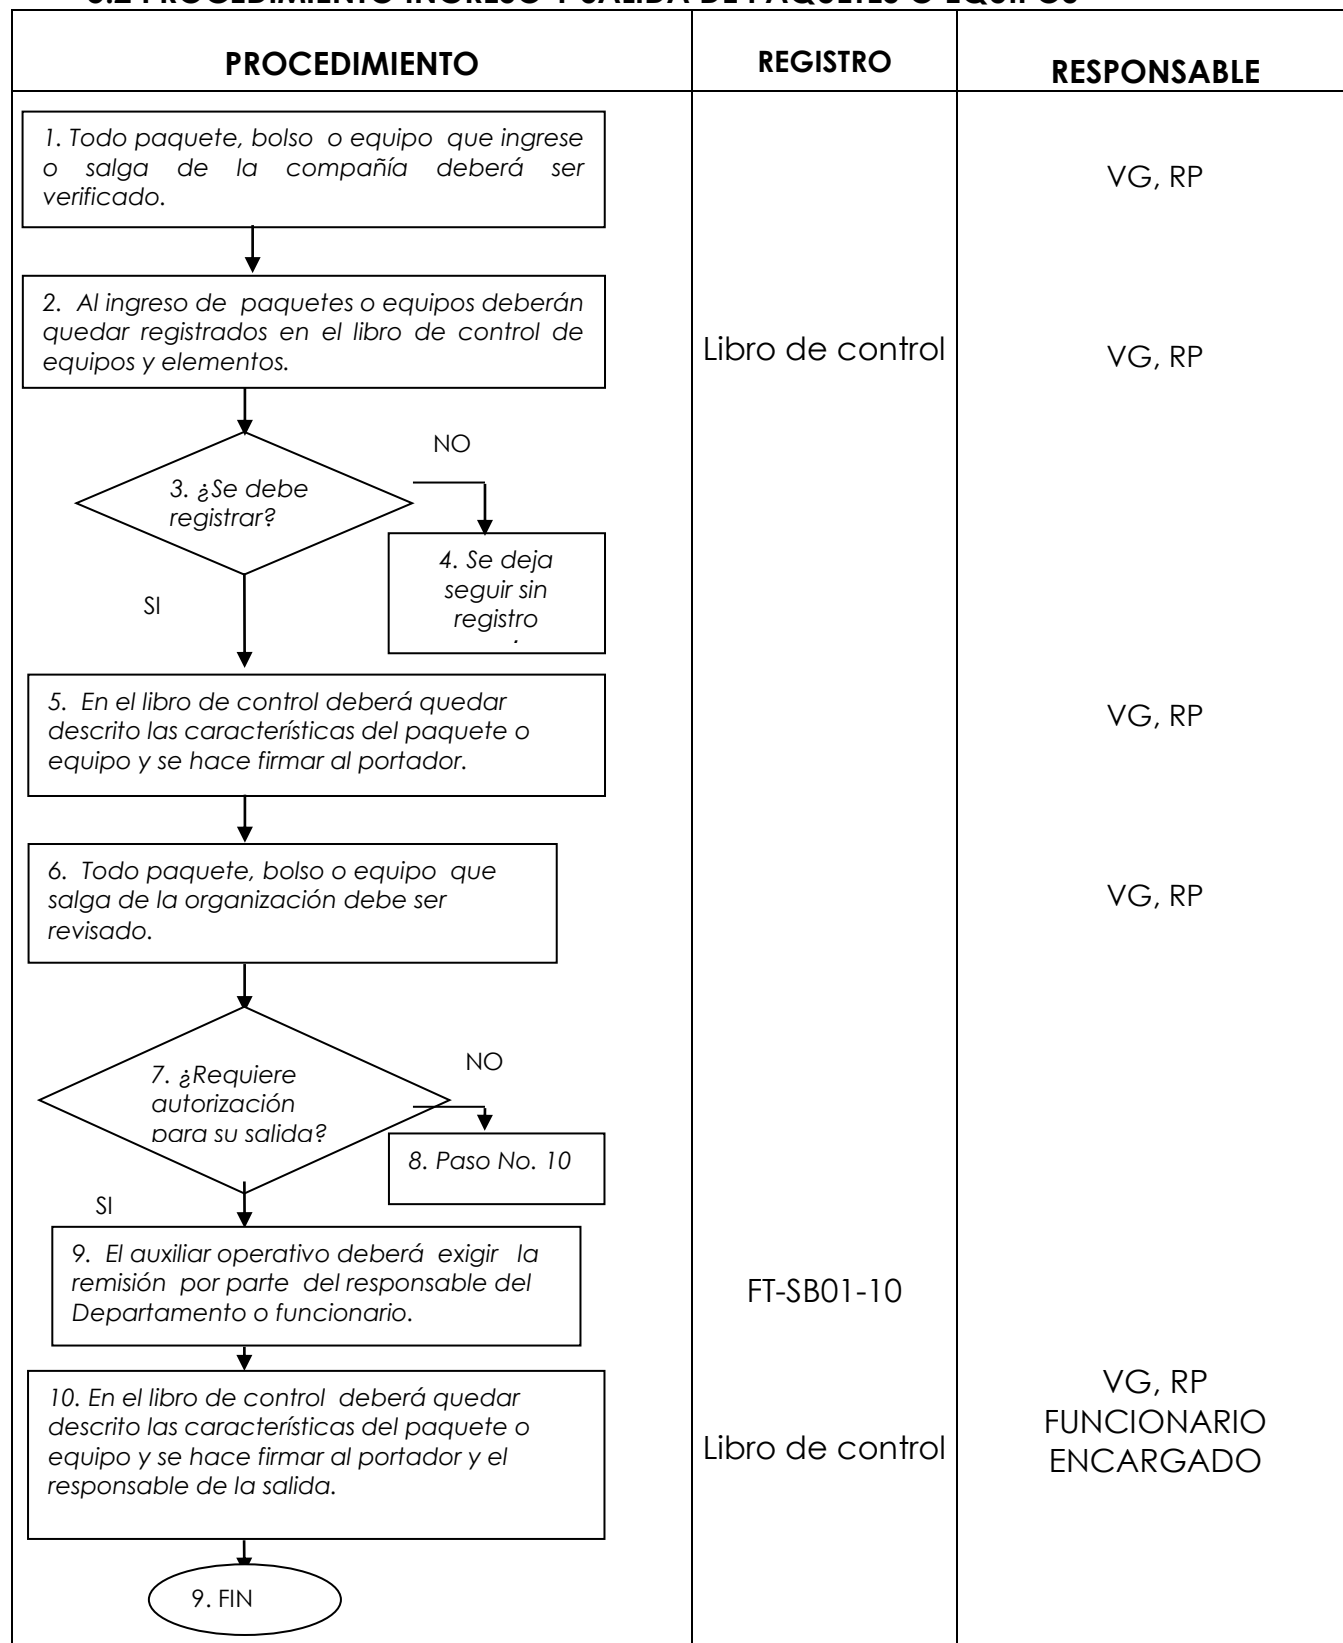 PROCEDIMIENTO INGRESO Y SALIDA DE PAQUETES O EQUIPOS
PROCEDIMIENTO
REGISTRO
RESPONSABLE
1. Todo paquete, bolso o equipo que ingrese
o salga de la compañía deberá ser
verificado.
VG, RP
2. Al ingreso de paquetes o equipos deberán
quedar registrados en el libro de control de
equipos y elementos.
Libro de control
VG, RP
3. ¿Se debe
registrar?
NO
4. Se deja
seguir sin
registro
SI
5. En el libro de control deberá quedar
descrito las características del paquete o
equipo y se hace firmar al portador.
VG, RP
6. Todo paquete, bolso o equipo que
salga de la organización debe ser
revisado.
VG, RP
7. ¿Requiere
autorización
para su salida?
NO
8. Paso No. 10
SI
9. El auxiliar operativo deberá exigir la
remisión por parte del responsable del
Departamento o funcionario.
FT-SB01-10
10. En el libro de control deberá quedar
descrito las características del paquete o
equipo y se hace firmar al portador y el
responsable de la salida.
Libro de control
VG, RP
FUNCIONARIO
ENCARGADO
9. FIN